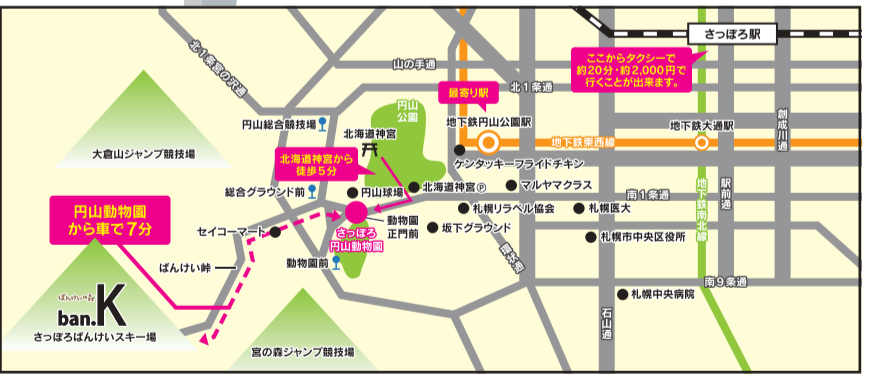 さっぽろ駅
ここからタクシーで
約20分・約2,000円で
行くことが出来ます。
北1条宮の沢通
山の手通
北1条通
最寄り駅
円山
公園
地下鉄円山公園駅
地下鉄東西線
地下鉄大通駅
創成川通
円山総合競技場
北海道神宮
大倉山ジャンプ競技場
北海道神宮から
徒歩5分
ケンタッキーフライドチキン
総合グラウンド前
円山球場
北海道神宮Ⓟ
マルヤマクラス
南1条通
地下鉄南北線
駅前通
円山動物園
から車で7分
札幌リラベル協会
札幌医大
セイコーマート
動物園
正門前
さっぽろ
円山動物園
坂下グラウンド
札幌市中央区役所
環状通
ばんけい峠
動物園前
南9条通
ばんけいの森
ban.K
さっぽろばんけいスキー場
札幌中央病院
石山通
宮の森ジャンプ競技場